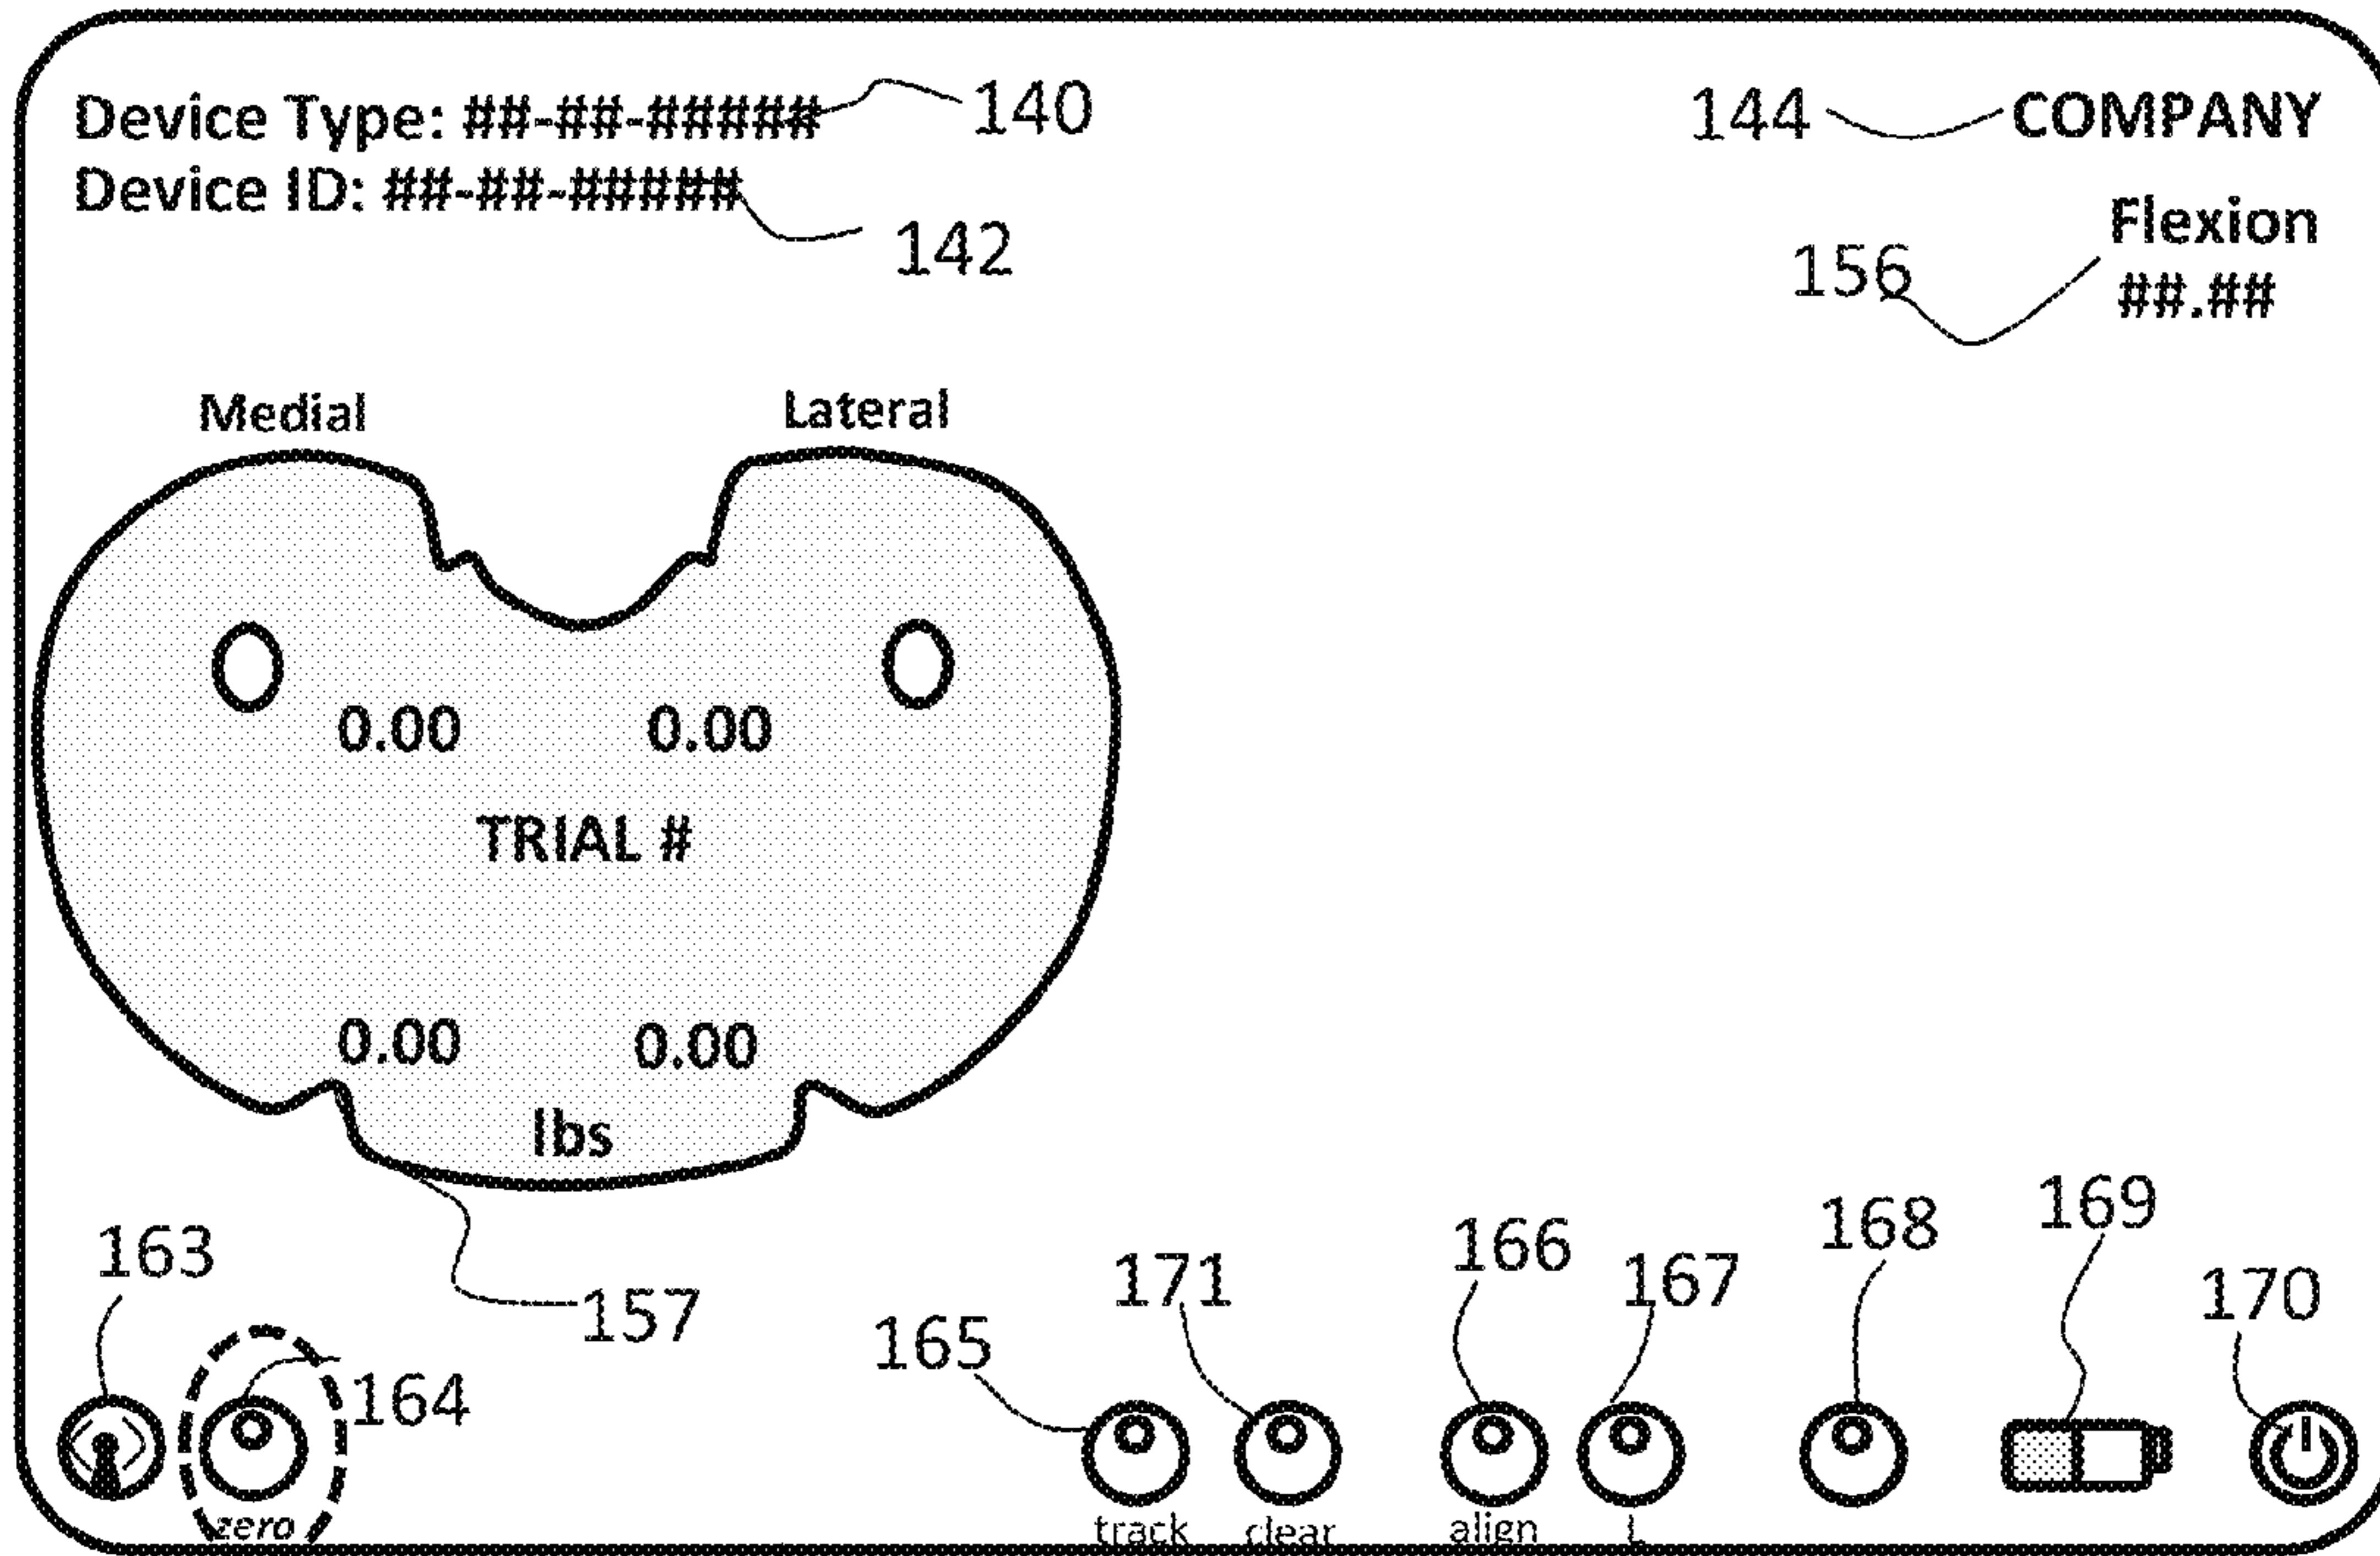 Device Type: ##-##-##### 140 144 COMPANY
Device ID: ##-##-#####
142
Flexion
156 ##.##
Medial Lateral
0.00 0.00
TRIAL #
0.00 0.00
lbs
163 157 165 171 166 167 168 169 170
164
zero track clear align L